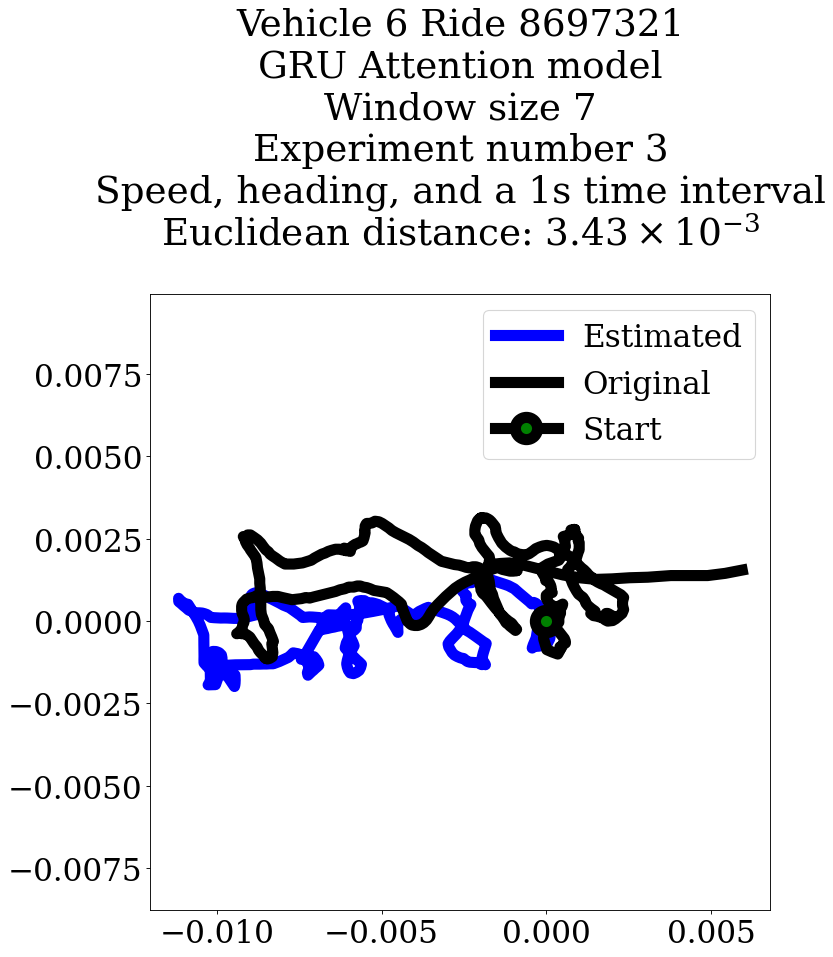 Vehicle 6 Ride 8697321
GRU Attention model
Window size 7
Experiment number 3
Speed, heading, and a 1s time interval
Euclidean distance: 3.43 × 10⁻³
Estimated
Original
Start
0.0075
0.0050
0.0025
0.0000
−0.0025
−0.0050
−0.0075
−0.010
−0.005
0.000
0.005